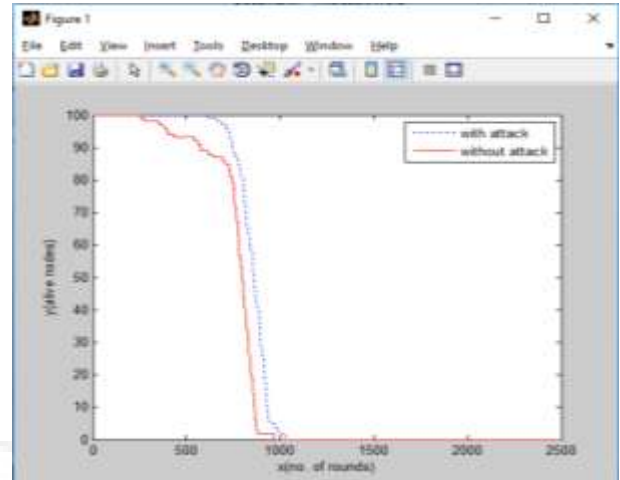 Figure 1
File Edit View Insert Tools Desktop Window Help
with attack
without attack
100
90
80
70
60
50
40
30
20
10
0
y(alive nodes)
0 500 1000 1500 2000 2500
x(no. of rounds)